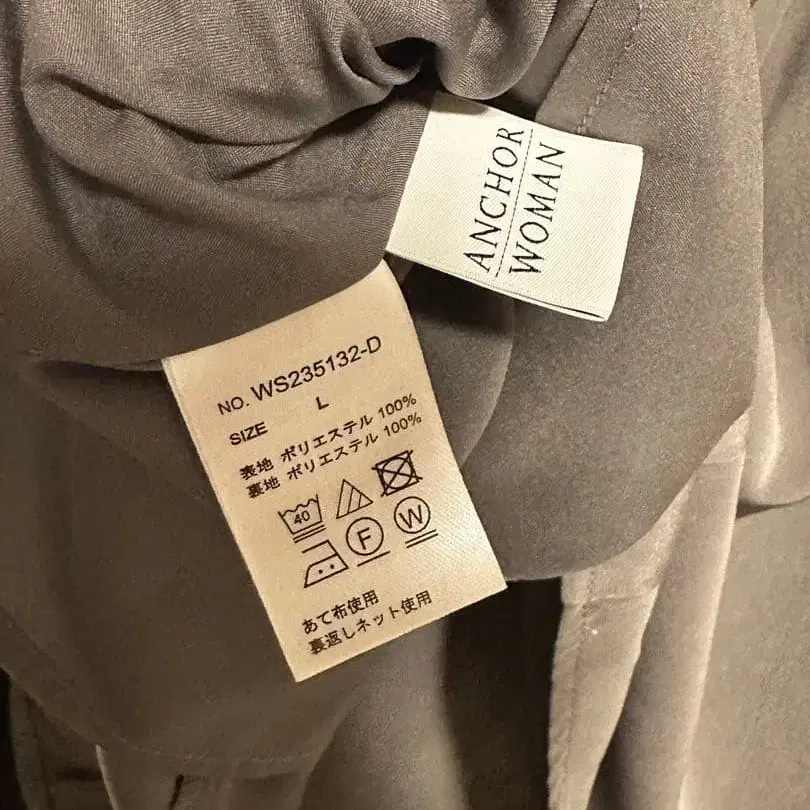 ANCHOR
WOMAN
NO. WS235132-D
SIZE L
表地 ポリエステル 100%
裏地 ポリエステル 100%
40
F W
あて布使用
裏返しネット使用